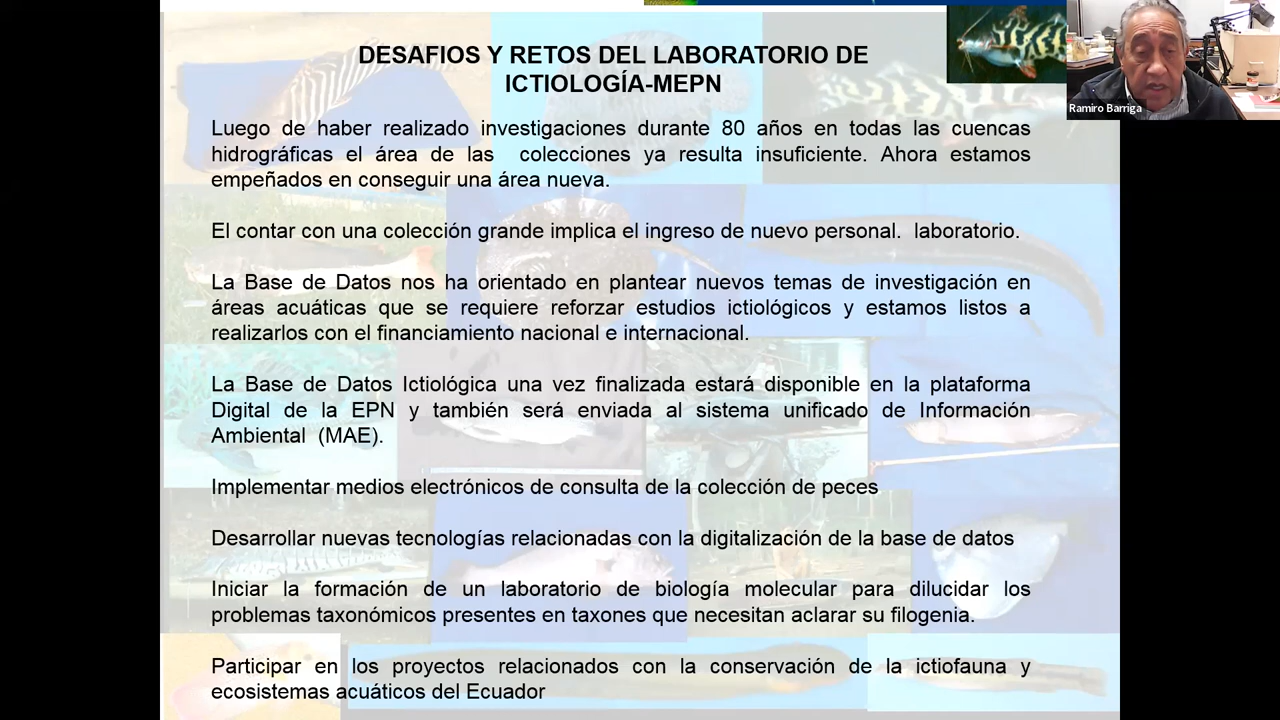 DESAFIOS Y RETOS DEL LABORATORIO DE
ICTIOLOGÍA-MEPN
Ramiro Barriga
Luego de haber realizado investigaciones durante 80 años en todas las cuencas
hidrográficas el área de las colecciones ya resulta insuficiente. Ahora estamos
empeñados en conseguir una área nueva.
El contar con una colección grande implica el ingreso de nuevo personal. laboratorio.
La Base de Datos nos ha orientado en plantear nuevos temas de investigación en
áreas acuáticas que se requiere reforzar estudios ictiológicos y estamos listos a
realizarlos con el financiamiento nacional e internacional.
La Base de Datos Ictiológica una vez finalizada estará disponible en la plataforma
Digital de la EPN y también será enviada al sistema unificado de Información
Ambiental (MAE).
Implementar medios electrónicos de consulta de la colección de peces
Desarrollar nuevas tecnologías relacionadas con la digitalización de la base de datos
Iniciar la formación de un laboratorio de biología molecular para dilucidar los
problemas taxonómicos presentes en taxones que necesitan aclarar su filogenia.
Participar en los proyectos relacionados con la conservación de la ictiofauna y
ecosistemas acuáticos del Ecuador